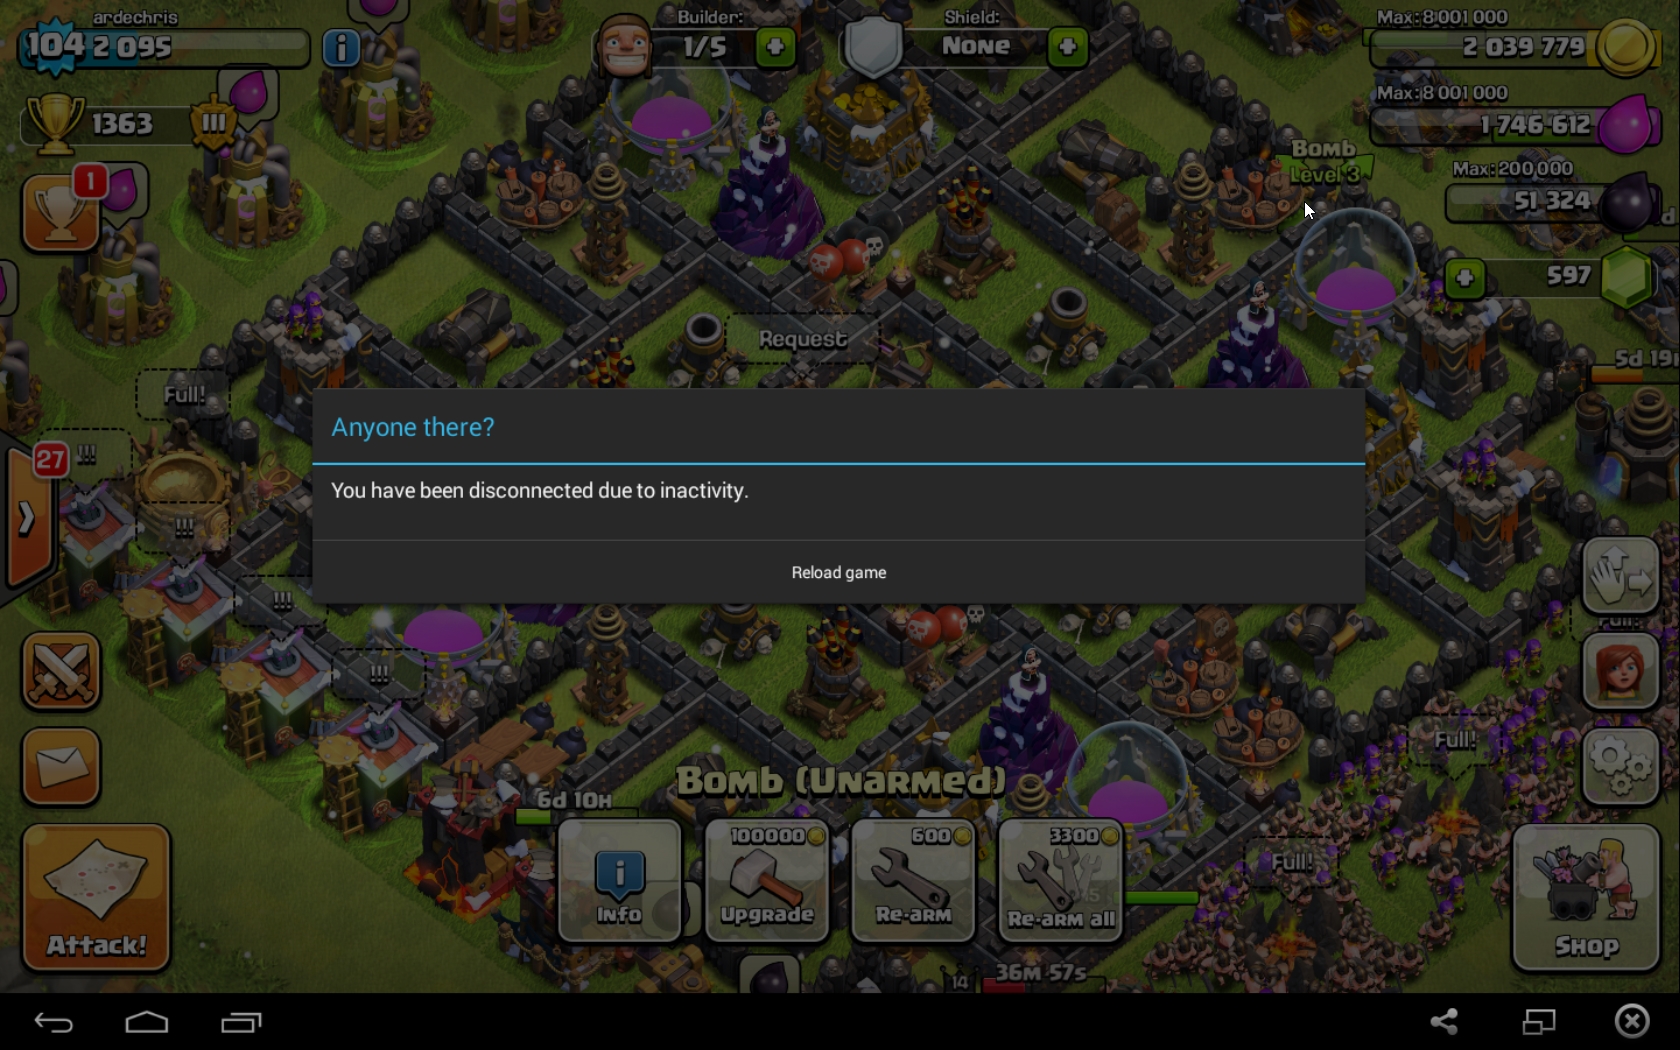 ardechris
104
2 095
Builder:
1/5
Shield:
None
Max: 8 001 000
2 039 779
Max: 8 001 000
1 746 612
Max: 200 000
51 324
597
1363
III
1
Bomb
Level 3
Request
Full!
5d 19
27
!!!
!!!
!!!
!!!
Anyone there?
You have been disconnected due to inactivity.
Reload game
Full!
Full!
Bomb (Unarmed)
6d 10h
Info
100000
Upgrade
600
Re-arm
3300
Re-arm all
Full!
Attack!
Shop
14
36m 57s